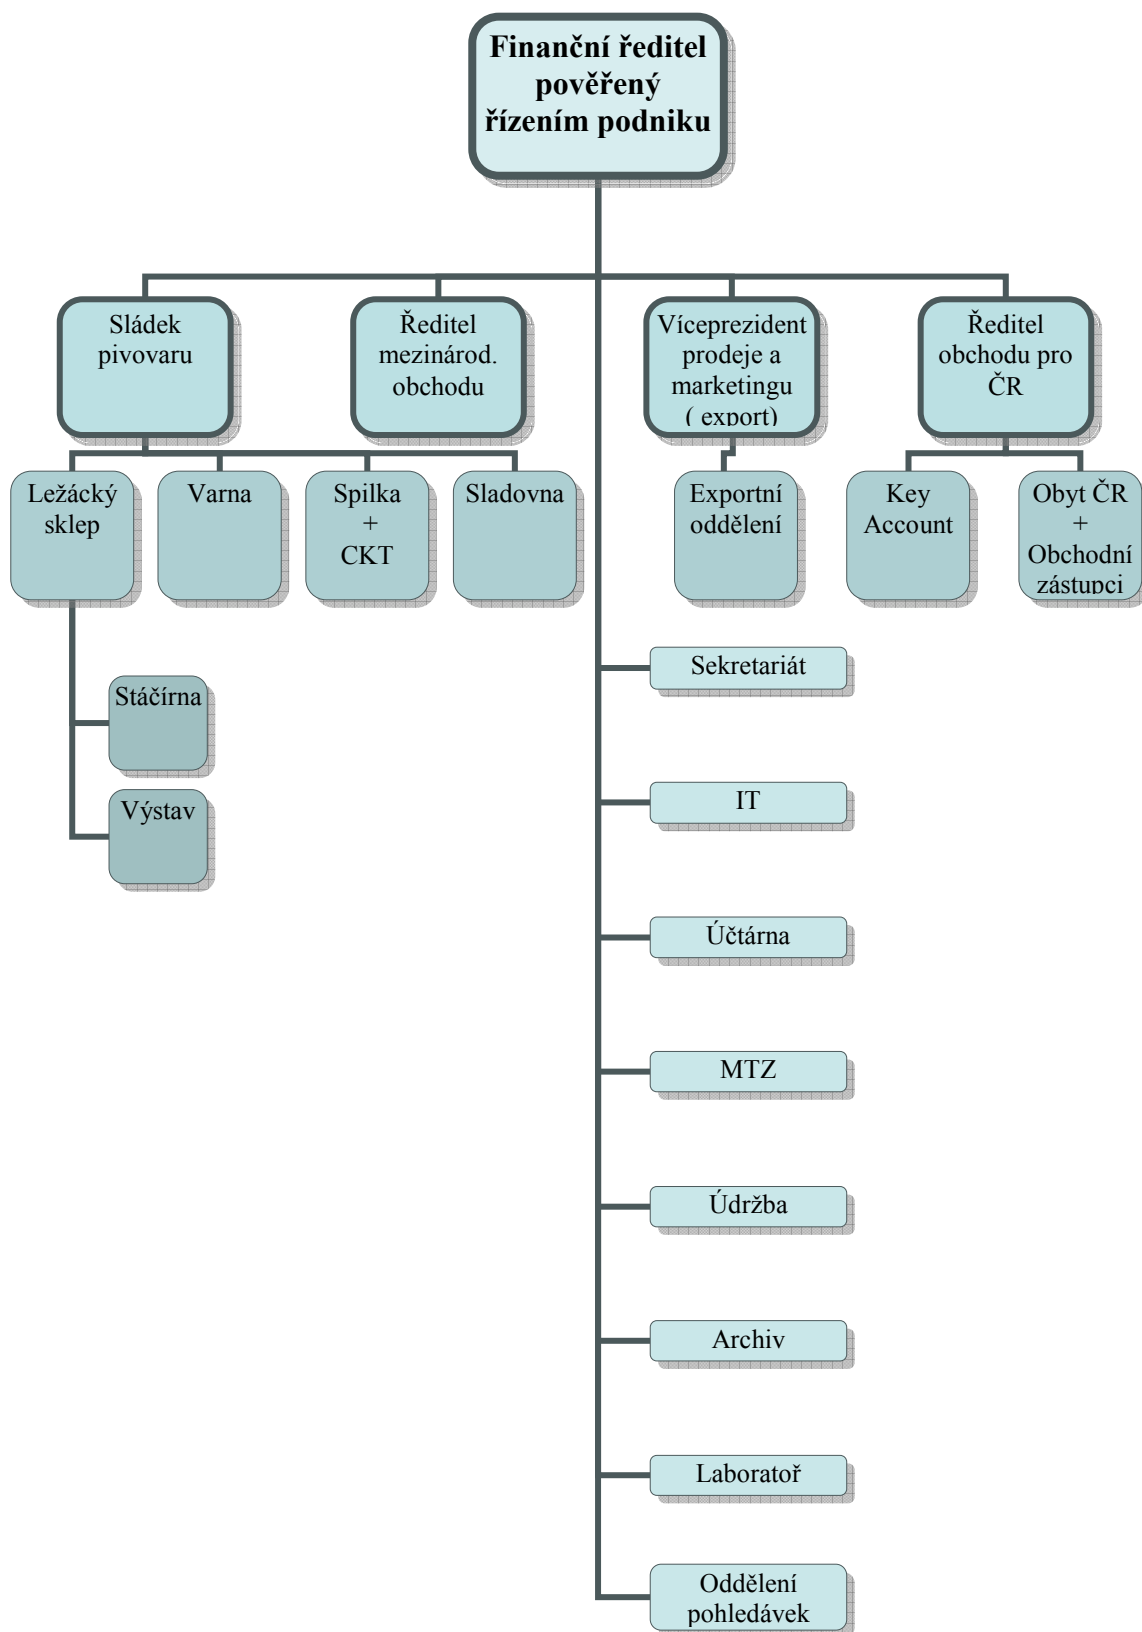 Finanční ředitel
pověřený
řízením podniku
Sládek
pivovaru
Ředitel
mezinárod.
obchodu
Víceprezident
prodeje a
marketingu
( export)
Ředitel
obchodu pro
ČR
Ležácký
sklep
Varna
Spilka
+
CKT
Sladovna
Exportní
oddělení
Key
Account
Obyt ČR
+
Obchodní
zástupci
Stáčírna
Výstav
Sekretariát
IT
Účtárna
MTZ
Údržba
Archiv
Laboratoř
Oddělení
pohledávek